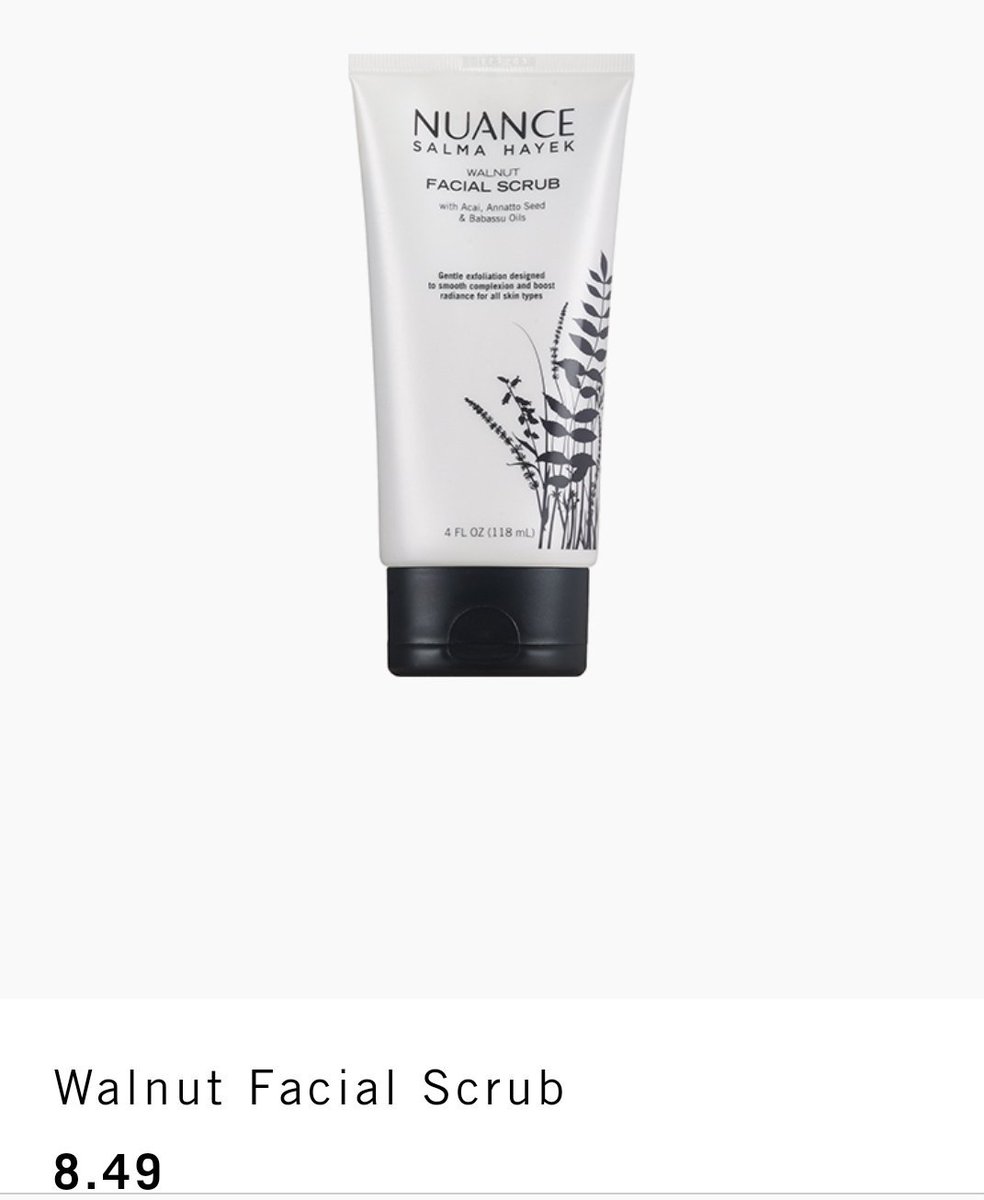 NUANCE
SALMA HAYEK
WALNUT
FACIAL SCRUB
with Acai, Annatto Seed
& Babassu Oils
Gentle exfoliation designed
to smooth complexion and boost
radiance for all skin types
4 FL OZ (118 mL)
Walnut Facial Scrub
8.49